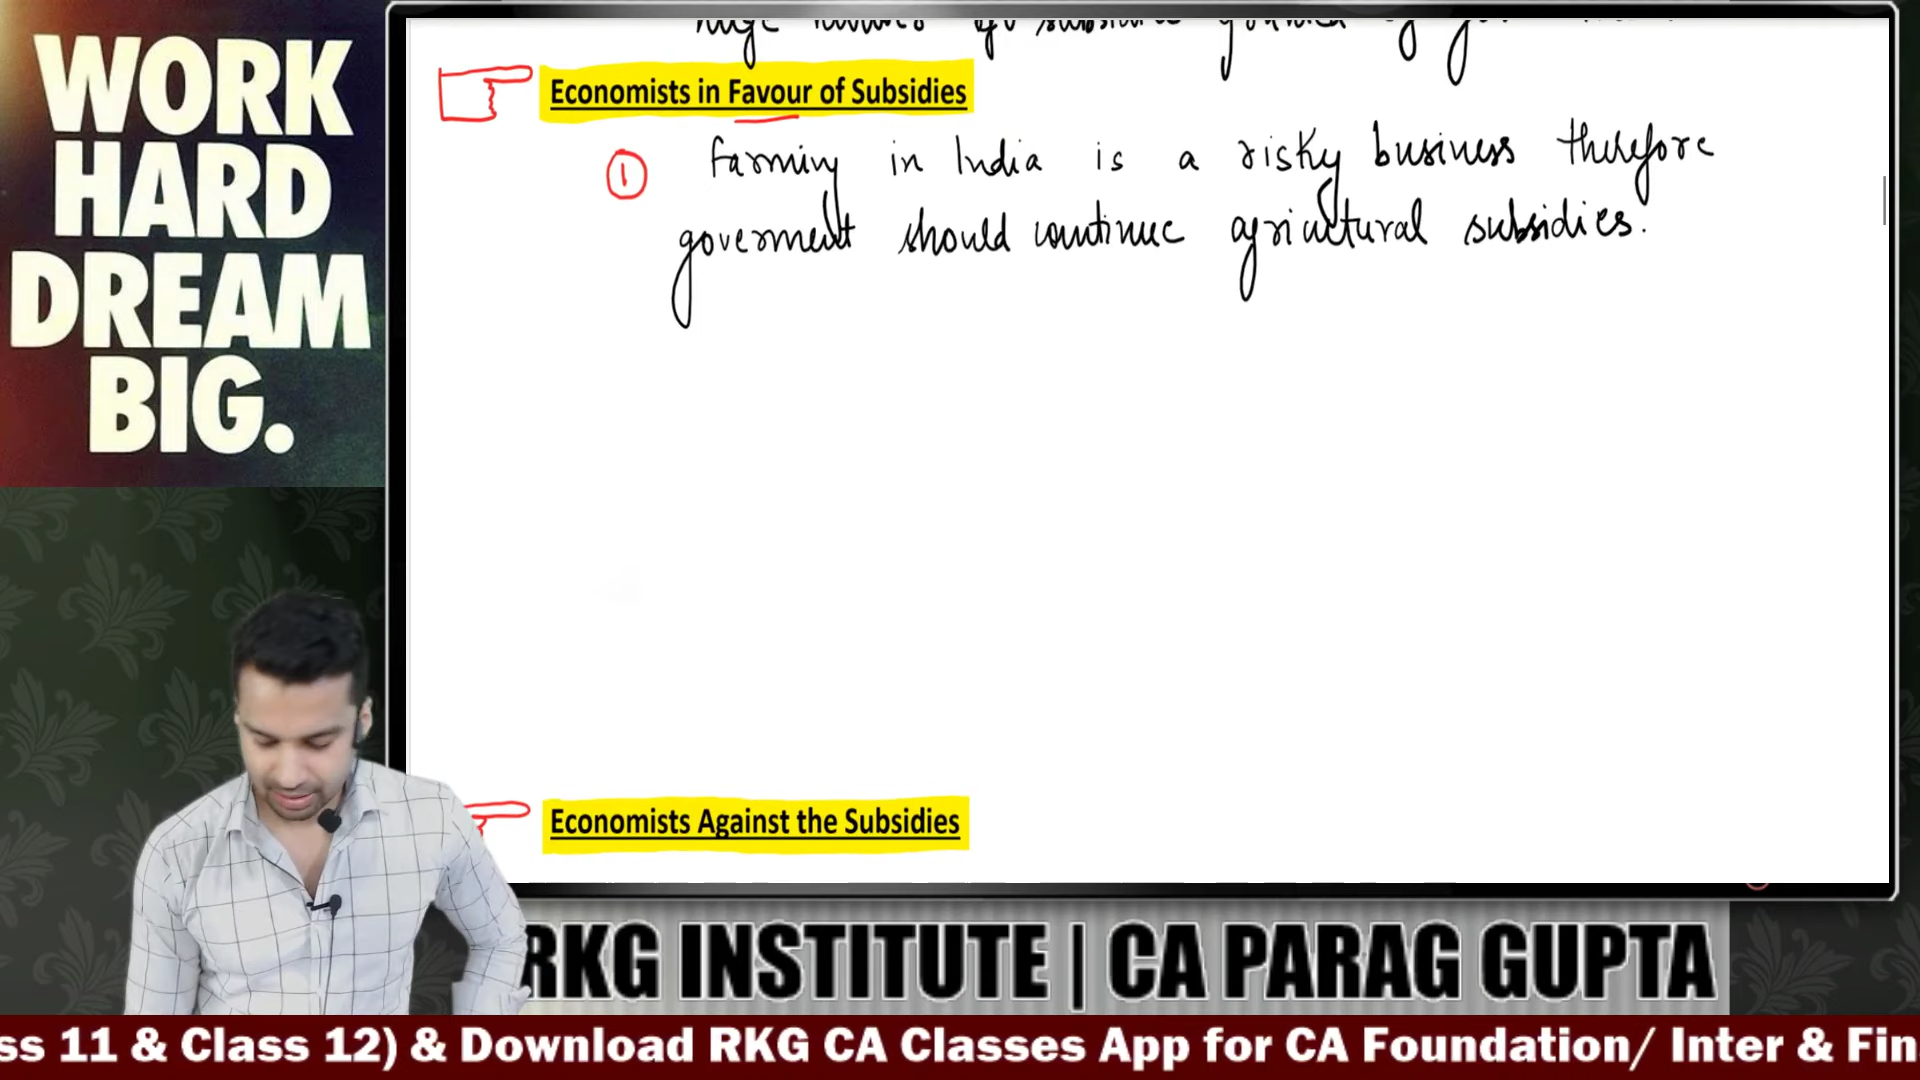 WORK
HARD
DREAM
BIG.
Economists in Favour of Subsidies
1 Farming in India is a risky business therefore
goverment should continue agricultural subsidies.
Economists Against the Subsidies
RKG INSTITUTE | CA PARAG GUPTA
ss 11 & Class 12) & Download RKG CA Classes App for CA Foundation/ Inter & Fin